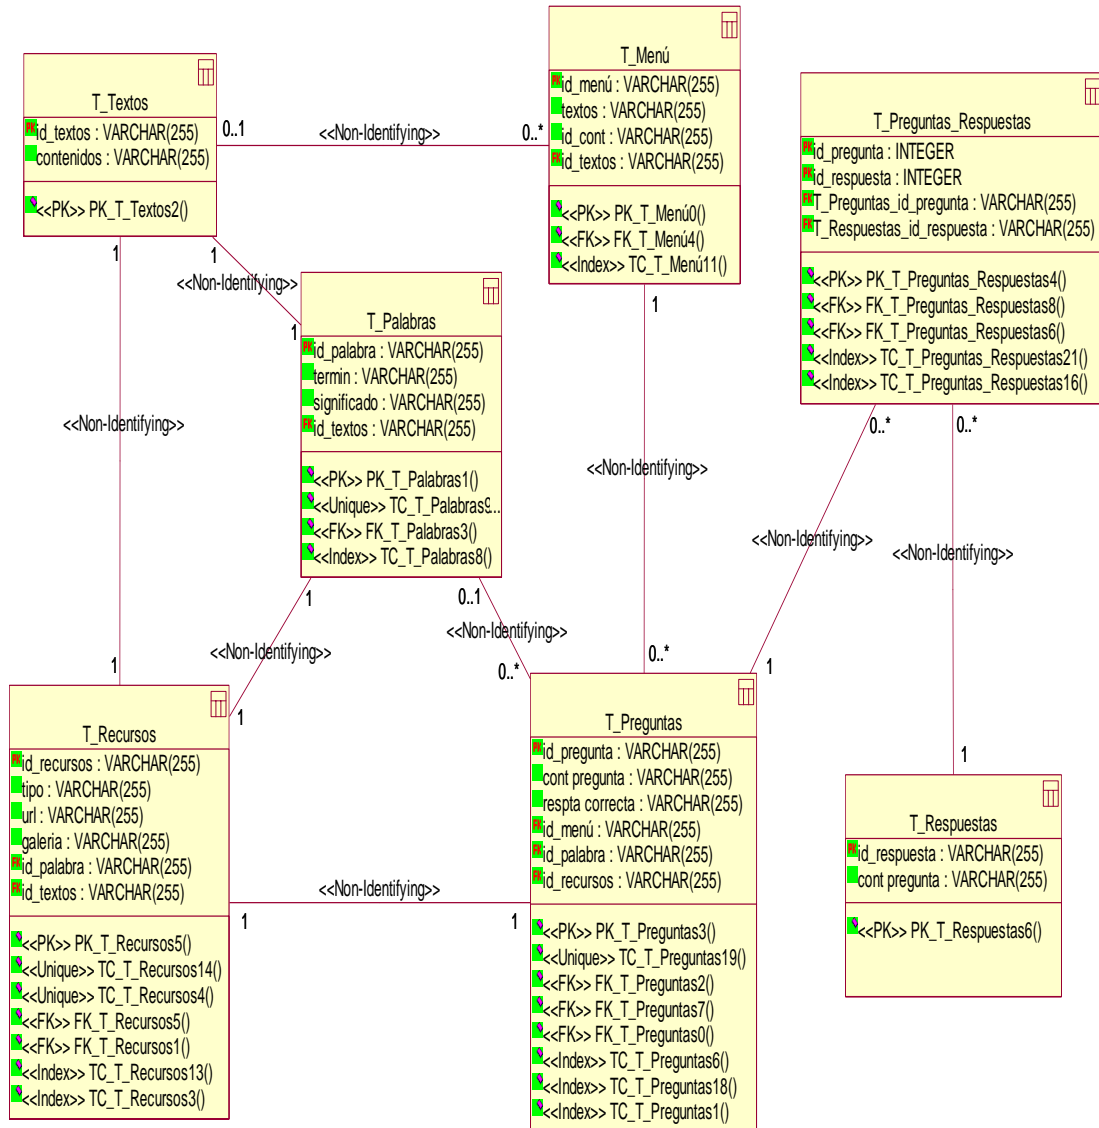 T_Textos
id_textos : VARCHAR(255)
contenidos : VARCHAR(255)
<<PK>> PK_T_Textos2()
0..1
<<Non-Identifying>>
0..*
T_Menú
id_menú : VARCHAR(255)
textos : VARCHAR(255)
id_cont : VARCHAR(255)
id_textos : VARCHAR(255)
<<PK>> PK_T_Menú0()
<<FK>> FK_T_Menú4()
<<Index>> TC_T_Menú11()
T_Preguntas_Respuestas
id_pregunta : INTEGER
id_respuesta : INTEGER
T_Preguntas_id_pregunta : VARCHAR(255)
T_Respuestas_id_respuesta : VARCHAR(255)
<<PK>> PK_T_Preguntas_Respuestas4()
<<FK>> FK_T_Preguntas_Respuestas8()
<<FK>> FK_T_Preguntas_Respuestas6()
<<Index>> TC_T_Preguntas_Respuestas21()
<<Index>> TC_T_Preguntas_Respuestas16()
1
1
<<Non-Identifying>>
1
T_Palabras
id_palabra : VARCHAR(255)
termin : VARCHAR(255)
significado : VARCHAR(255)
id_textos : VARCHAR(255)
<<PK>> PK_T_Palabras1()
<<Unique>> TC_T_Palabras9...
<<FK>> FK_T_Palabras3()
<<Index>> TC_T_Palabras8()
<<Non-Identifying>>
1
1
<<Non-Identifying>>
0..*
1
<<Non-Identifying>>
0..*
0..*
<<Non-Identifying>>
1
<<Non-Identifying>>
1
1
<<Non-Identifying>>
1
0..1
<<Non-Identifying>>
0..*
T_Recursos
id_recursos : VARCHAR(255)
tipo : VARCHAR(255)
url : VARCHAR(255)
galeria : VARCHAR(255)
id_palabra : VARCHAR(255)
id_textos : VARCHAR(255)
<<PK>> PK_T_Recursos5()
<<Unique>> TC_T_Recursos14()
<<Unique>> TC_T_Recursos4()
<<FK>> FK_T_Recursos5()
<<FK>> FK_T_Recursos1()
<<Index>> TC_T_Recursos13()
<<Index>> TC_T_Recursos3()
1
<<Non-Identifying>>
1
T_Preguntas
id_pregunta : VARCHAR(255)
cont pregunta : VARCHAR(255)
respta correcta : VARCHAR(255)
id_menú : VARCHAR(255)
id_palabra : VARCHAR(255)
id_recursos : VARCHAR(255)
<<PK>> PK_T_Preguntas3()
<<Unique>> TC_T_Preguntas19()
<<FK>> FK_T_Preguntas2()
<<FK>> FK_T_Preguntas7()
<<FK>> FK_T_Preguntas0()
<<Index>> TC_T_Preguntas6()
<<Index>> TC_T_Preguntas18()
<<Index>> TC_T_Preguntas1()
T_Respuestas
id_respuesta : VARCHAR(255)
cont pregunta : VARCHAR(255)
<<PK>> PK_T_Respuestas6()